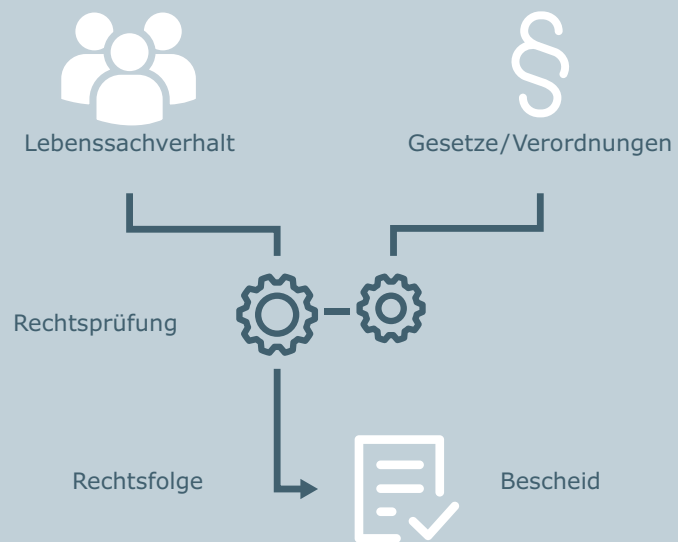 Lebenssachverhalt
Gesetze/Verordnungen
Rechtsprüfung
Rechtsfolge
Bescheid